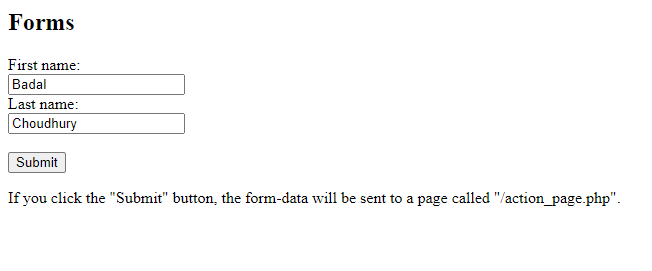 Forms
First name:
Badal
Last name:
Choudhury
Submit
If you click the "Submit" button, the form-data will be sent to a page called "/action_page.php".